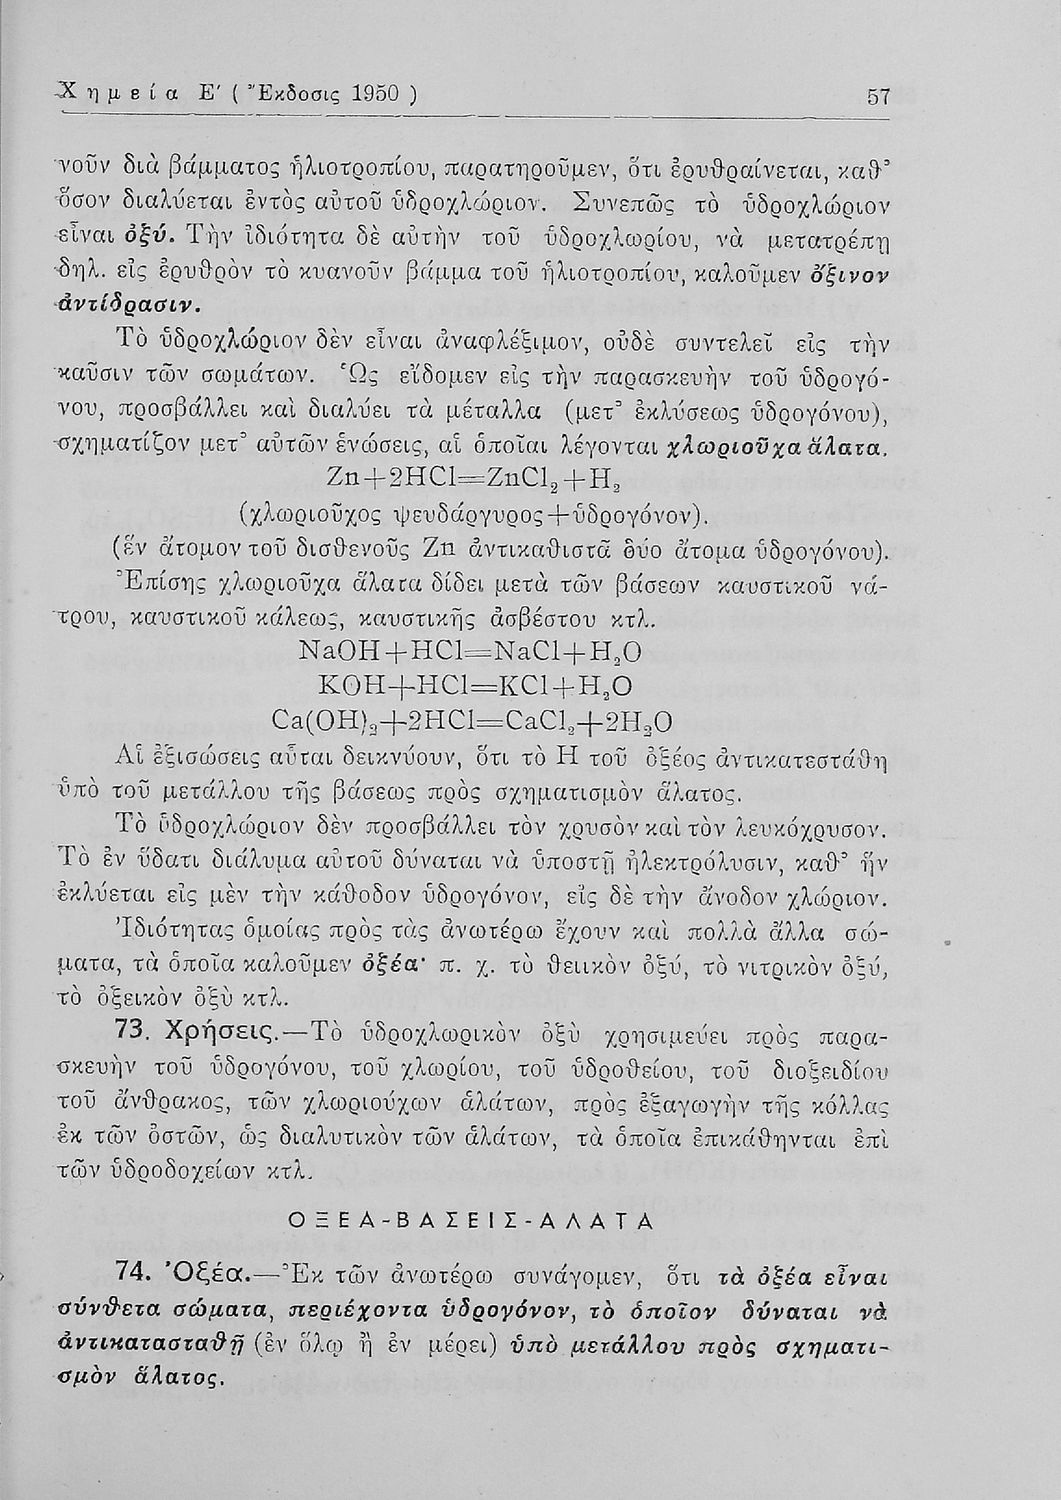 Χημεία Ε΄ ( Ἔκδοσις 1950 ) 57
νοῦν διὰ βάμματος ἡλιοτροπίου, παρατηροῦμεν, ὅτι ἐρυθραίνεται, καθ᾿
ὅσον διαλύεται ἐντὸς αὐτοῦ ὑδροχλώριον. Συνεπῶς τὸ ὑδροχλώριον
εἶναι ὀξύ. Τὴν ἰδιότητα δὲ αὐτὴν τοῦ ὑδροχλωρίου, νὰ μετατρέπῃ
δηλ. εἰς ἐρυθρὸν τὸ κυανοῦν βάμμα τοῦ ἡλιοτροπίου, καλοῦμεν ὄξινον
ἀντίδρασιν.
Τὸ ὑδροχλώριον δὲν εἶναι ἀναφλέξιμον, οὐδὲ συντελεῖ εἰς τὴν
καῦσιν τῶν σωμάτων. Ὡς εἴδομεν εἰς τὴν παρασκευὴν τοῦ ὑδρογό-
νου, προσβάλλει καὶ διαλύει τὰ μέταλλα (μετ᾿ ἐκλύσεως ὑδρογόνου),
σχηματίζον μετ᾿ αὐτῶν ἑνώσεις, αἱ ὁποῖαι λέγονται χλωριοῦχα ἅλατα.
Zn+2HCl=ZnCl₂+H₂
(χλωριοῦχος ψευδάργυρος+ὑδρογόνον).
(ἓν ἄτομον τοῦ δισθενοῦς Zn ἀντικαθιστᾶ δύο ἄτομα ὑδρογόνου).
Ἐπίσης χλωριοῦχα ἅλατα δίδει μετὰ τῶν βάσεων καυστικοῦ νά-
τρου, καυστικοῦ κάλεως, καυστικῆς ἀσβέστου κτλ.
NaOH+HCl=NaCl+H₂O
KOH+HCl=KCl+H₂O
Ca(OH)₂+2HCl=CaCl₂+2H₂O
Αἱ ἐξισώσεις αὗται δεικνύουν, ὅτι τὸ Η τοῦ ὀξέος ἀντικατεστάθη
ὑπὸ τοῦ μετάλλου τῆς βάσεως πρὸς σχηματισμὸν ἅλατος.
Τὸ ὑδροχλώριον δὲν προσβάλλει τὸν χρυσὸν καὶ τὸν λευκόχρυσον.
Τὸ ἐν ὕδατι διάλυμα αὐτοῦ δύναται νὰ ὑποστῇ ἠλεκτρόλυσιν, καθ᾿ ἣν
ἐκλύεται εἰς μὲν τὴν κάθοδον ὑδρογόνον, εἰς δὲ τὴν ἄνοδον χλώριον.
Ἰδιότητας ὁμοίας πρὸς τὰς ἀνωτέρω ἔχουν καὶ πολλὰ ἄλλα σώ-
ματα, τὰ ὁποῖα καλοῦμεν ὀξέα· π. χ. τὸ θειικὸν ὀξύ, τὸ νιτρικὸν ὀξύ,
τὸ ὀξεικὸν ὀξὺ κτλ.
73. Χρήσεις.—Τὸ ὑδροχλωρικὸν ὀξὺ χρησιμεύει πρὸς παρα-
σκευὴν τοῦ ὑδρογόνου, τοῦ χλωρίου, τοῦ ὑδροθείου, τοῦ διοξειδίου
τοῦ ἄνθρακος, τῶν χλωριούχων ἁλάτων, πρὸς ἐξαγωγὴν τῆς κόλλας
ἐκ τῶν ὀστῶν, ὡς διαλυτικὸν τῶν ἁλάτων, τὰ ὁποῖα ἐπικάθηνται ἐπὶ
τῶν ὑδροδοχείων κτλ.
ΟΞΕΑ-ΒΑΣΕΙΣ-ΑΛΑΤΑ
74. Ὀξέα.—Ἐκ τῶν ἀνωτέρω συνάγομεν, ὅτι τὰ ὀξέα εἶναι
σύνθετα σώματα, περιέχοντα ὑδρογόνον, τὸ ὁποῖον δύναται νὰ
ἀντικατασταθῇ (ἐν ὅλῳ ἢ ἐν μέρει) ὑπὸ μετάλλου πρὸς σχηματι-
σμὸν ἅλατος.